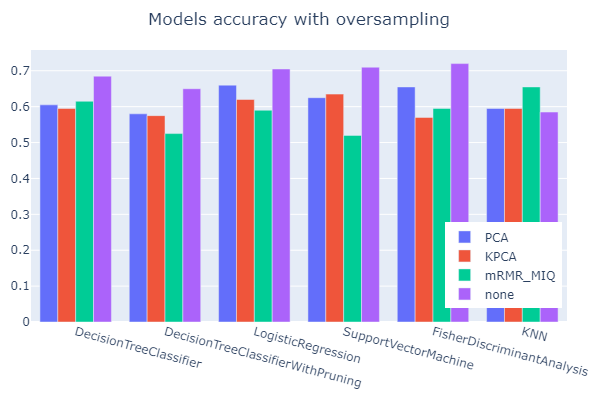 Models accuracy with oversampling
0.7
0.6
0.5
0.4
0.3
0.2
0.1
0
PCA
KPCA
mRMR_MIQ
none
DecisionTreeClassifier
DecisionTreeClassifierWithPruning
LogisticRegression
SupportVectorMachine
FisherDiscriminantAnalysis
KNN